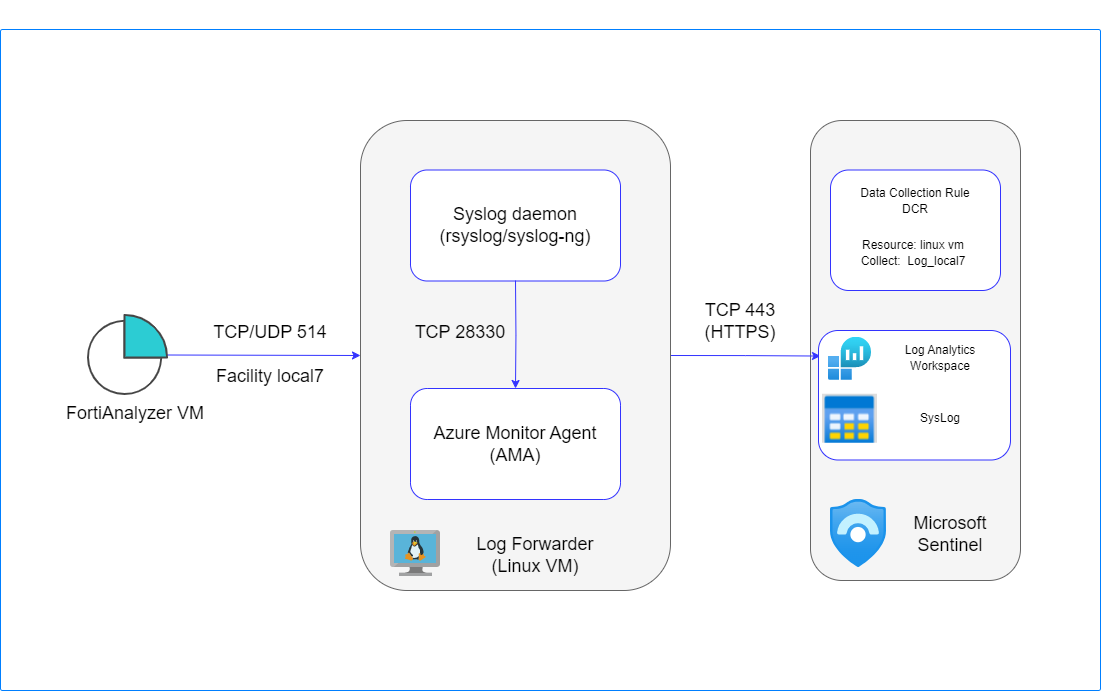 FortiAnalyzer VM
TCP/UDP 514
Facility local7
Syslog daemon
(rsyslog/syslog-ng)
TCP 28330
Azure Monitor Agent
(AMA)
Log Forwarder
(Linux VM)
TCP 443
(HTTPS)
Data Collection Rule
DCR
Resource: linux vm
Collect:  Log_local7
Log Analytics
Workspace
SysLog
Microsoft
Sentinel